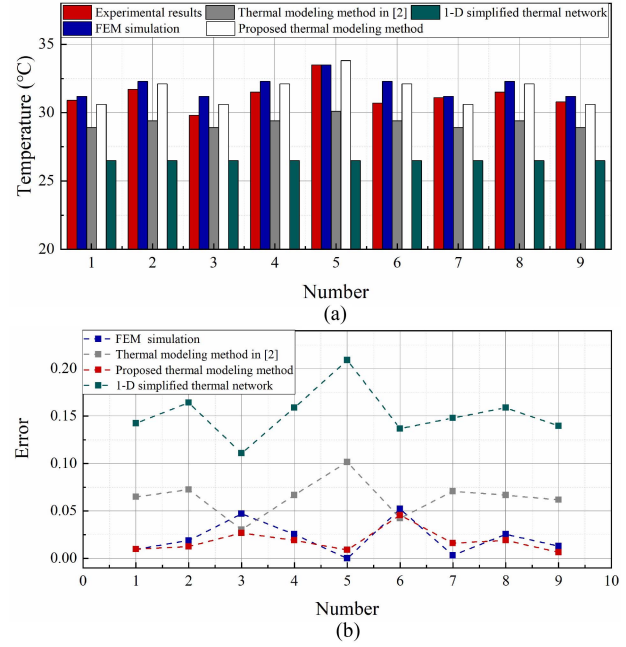 Experimental results Thermal modeling method in [2] 1-D simplified thermal network
FEM simulation Proposed thermal modeling method
Temperature (°C)
35
30
25
20
1 2 3 4 5 6 7 8 9
Number
(a)
FEM simulation
Thermal modeling method in [2]
Proposed thermal modeling method
1-D simplified thermal network
Error
0.20
0.15
0.10
0.05
0.00
0 1 2 3 4 5 6 7 8 9 10
Number
(b)